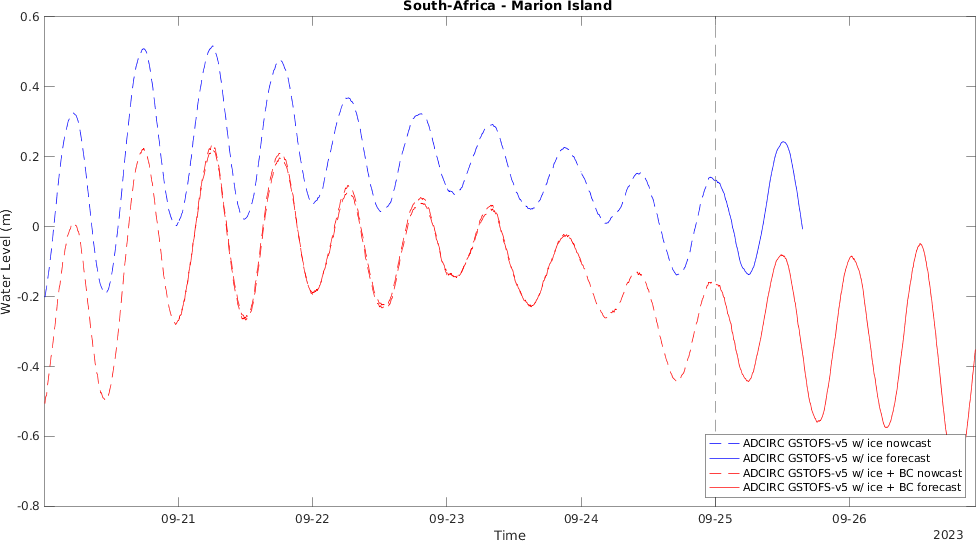 South-Africa - Marion Island
0.6
0.4
0.2
0
-0.2
-0.4
-0.6
-0.8
Water Level (m)
ADCIRC GSTOFS-v5 w/ ice nowcast
ADCIRC GSTOFS-v5 w/ ice forecast
ADCIRC GSTOFS-v5 w/ ice + BC nowcast
ADCIRC GSTOFS-v5 w/ ice + BC forecast
09-21 09-22 09-23 09-24 09-25 09-26
Time
2023